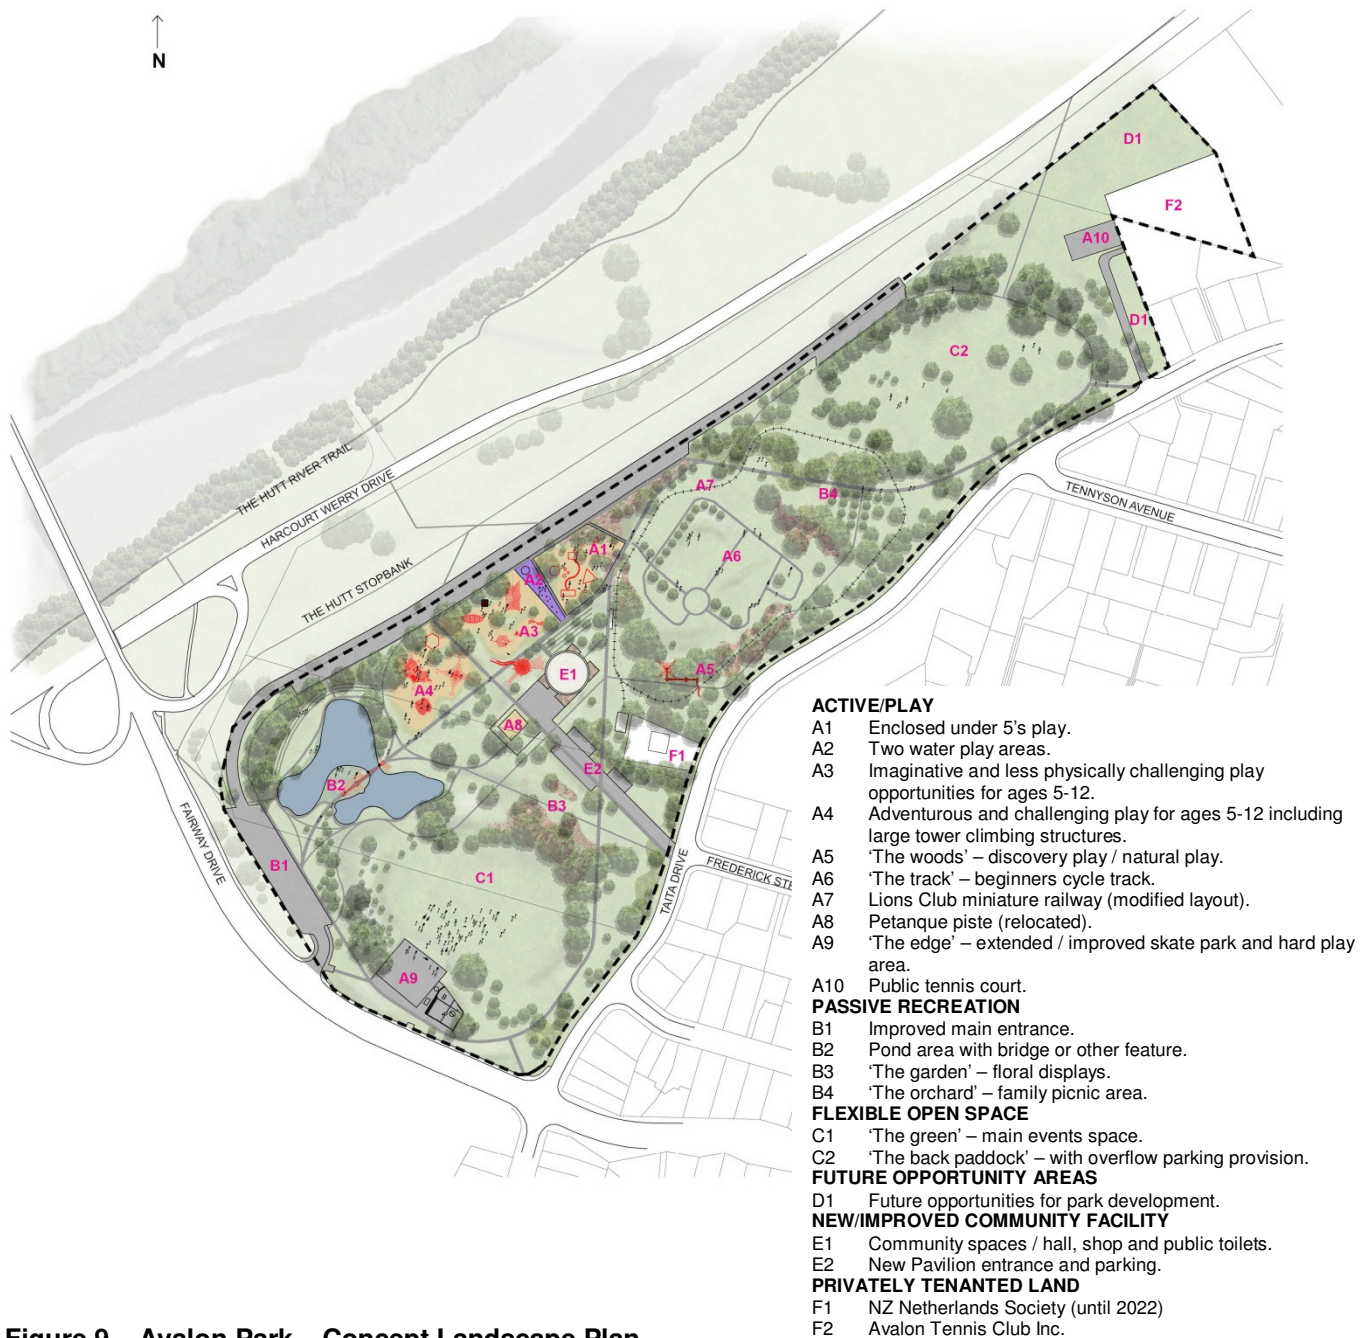 N
D1
F2
A10
D1
C2
THE HUTT RIVER TRAIL
HARCOURT WERRY DRIVE
THE HUTT STOPBANK
TENNYSON AVENUE
A7
B4
A1
A6
A2
A3
E1
A5
A4
A8
F1
E2
B2
B3
B1
C1
A9
FAIRWAY DRIVE
TAITA DRIVE
FREDERICK STR
ACTIVE/PLAY
A1 Enclosed under 5’s play.
A2 Two water play areas.
A3 Imaginative and less physically challenging play
opportunities for ages 5-12.
A4 Adventurous and challenging play for ages 5-12 including
large tower climbing structures.
A5 ‘The woods’ – discovery play / natural play.
A6 ‘The track’ – beginners cycle track.
A7 Lions Club miniature railway (modified layout).
A8 Petanque piste (relocated).
A9 ‘The edge’ – extended / improved skate park and hard play
area.
A10 Public tennis court.
PASSIVE RECREATION
B1 Improved main entrance.
B2 Pond area with bridge or other feature.
B3 ‘The garden’ – floral displays.
B4 ‘The orchard’ – family picnic area.
FLEXIBLE OPEN SPACE
C1 ‘The green’ – main events space.
C2 ‘The back paddock’ – with overflow parking provision.
FUTURE OPPORTUNITY AREAS
D1 Future opportunities for park development.
NEW/IMPROVED COMMUNITY FACILITY
E1 Community spaces / hall, shop and public toilets.
E2 New Pavilion entrance and parking.
PRIVATELY TENANTED LAND
F1 NZ Netherlands Society (until 2022)
F2 Avalon Tennis Club Inc.
Figure 9 – Avalon Park – Concept Landscape Plan